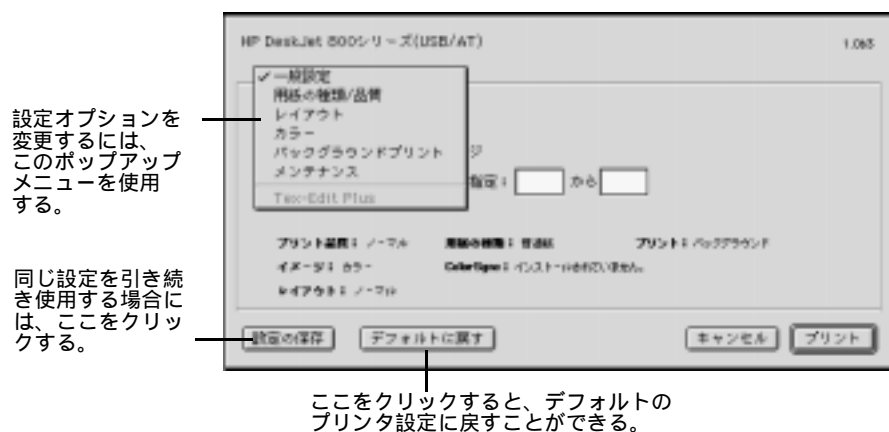 HP DeskJet 800シリーズ(USB/AT)
1.0b5
✓一般設定
用紙の種類/品質
レイアウト
カラー
バックグラウンドプリント
メンテナンス
Tex-Edit Plus
ジ
指定： から
プリント品質： ノーマル 用紙の種類： 普通紙 プリント： バックグラウンド
イメージ： カラー ColorSync： インストールされていません。
レイアウト： ノーマル
設定の保存 デフォルトに戻す キャンセル プリント
設定オプションを
変更するには、
このポップアップ
メニューを使用
する。
同じ設定を引き続
き使用する場合に
は、ここをクリッ
クする。
ここをクリックすると、デフォルトの
プリンタ設定に戻すことができる。